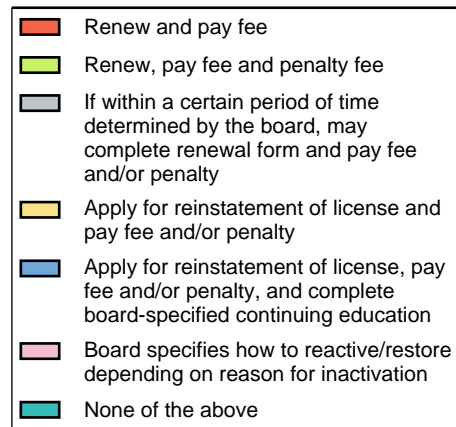 Renew and pay fee
Renew, pay fee and penalty fee
If within a certain period of time
determined by the board, may
complete renewal form and pay fee
and/or penalty
Apply for reinstatement of license and
pay fee and/or penalty
Apply for reinstatement of license, pay
fee and/or penalty, and complete
board-specified continuing education
Board specifies how to reactive/restore
depending on reason for inactivation
None of the above